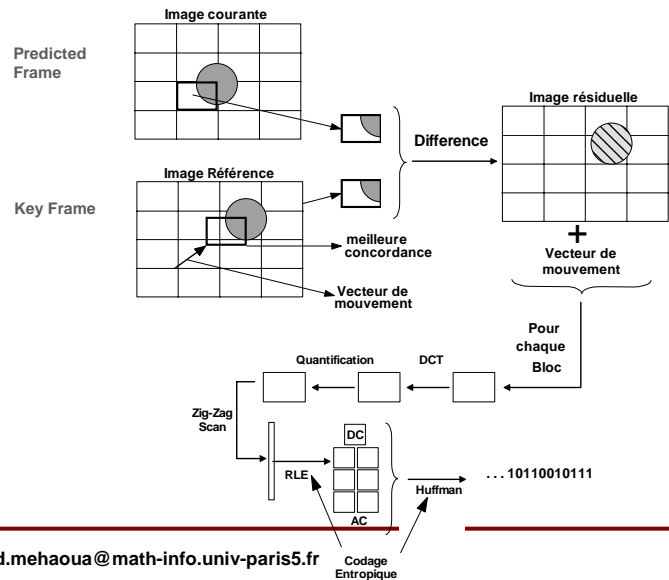 Image courante
Predicted
Frame
Image résiduelle
Difference
Image Référence
Key Frame
meilleure
concordance
+
Vecteur de
mouvement
Vecteur de
mouvement
Pour
chaque
Bloc
Quantification
DCT
Zig-Zag
Scan
DC
RLE
AC
Huffman
...10110010111
d.mehaoua@math-info.univ-paris5.fr
Codage
Entropique